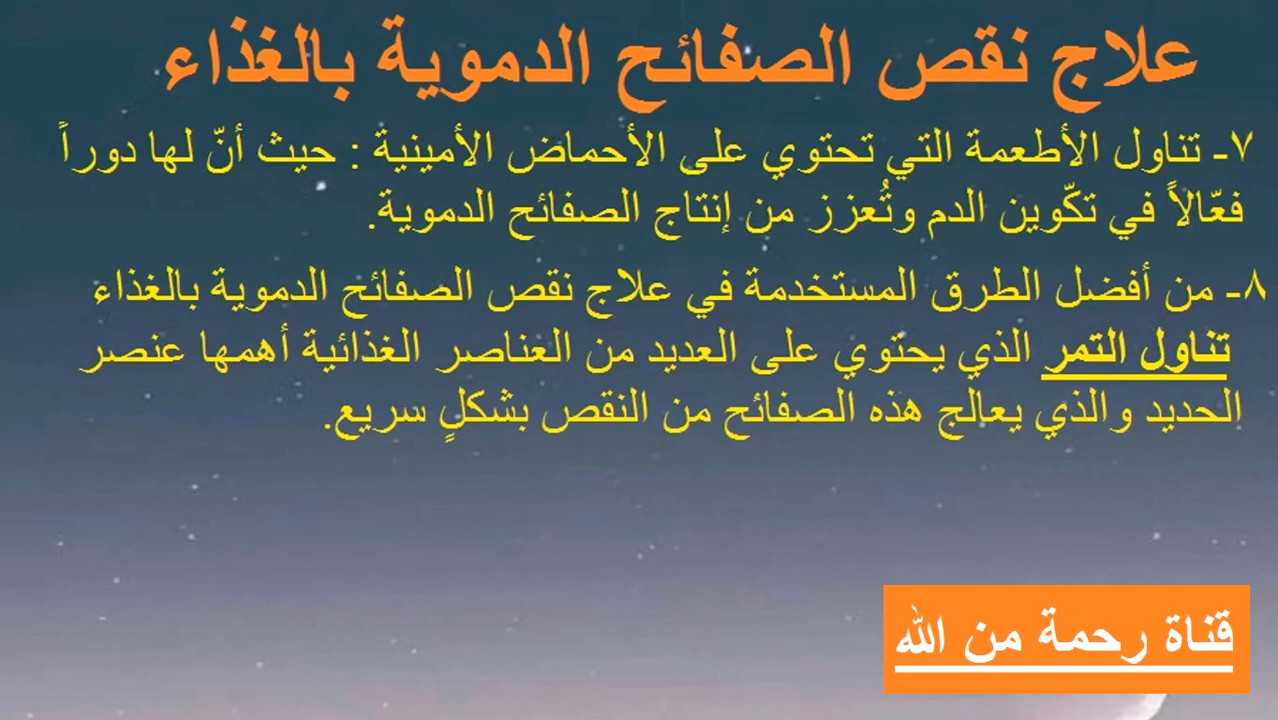 علاج نقص الصفائح الدموية بالغذاء
٧- تناول الأطعمة التي تحتوي على الأحماض الأمينية : حيث أنّ لها دوراً
فعّالاً في تكّوين الدم وتُعزز من إنتاج الصفائح الدموية.
٨- من أفضل الطرق المستخدمة في علاج نقص الصفائح الدموية بالغذاء
تناول التمر الذي يحتوي على العديد من العناصر الغذائية أهمها عنصر
الحديد والذي يعالج هذه الصفائح من النقص بشكلٍ سريع.
قناة رحمة من الله